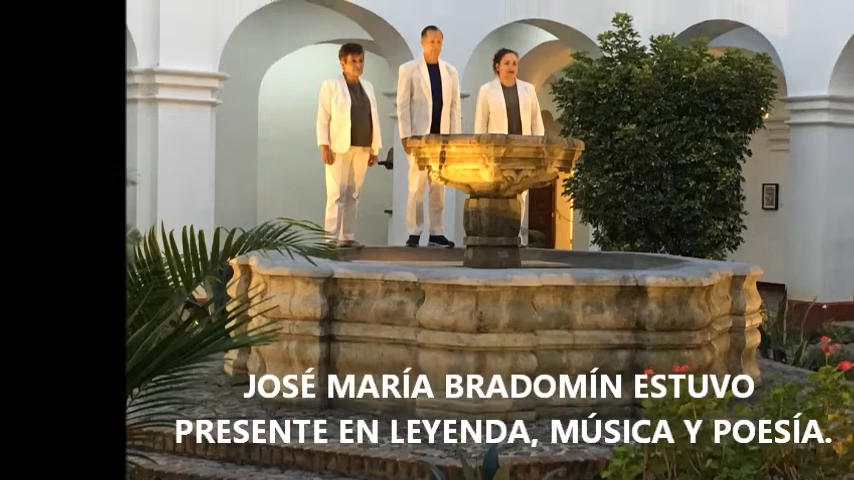 JOSÉ MARÍA BRADOMÍN ESTUVO
PRESENTE EN LEYENDA, MÚSICA Y POESÍA.